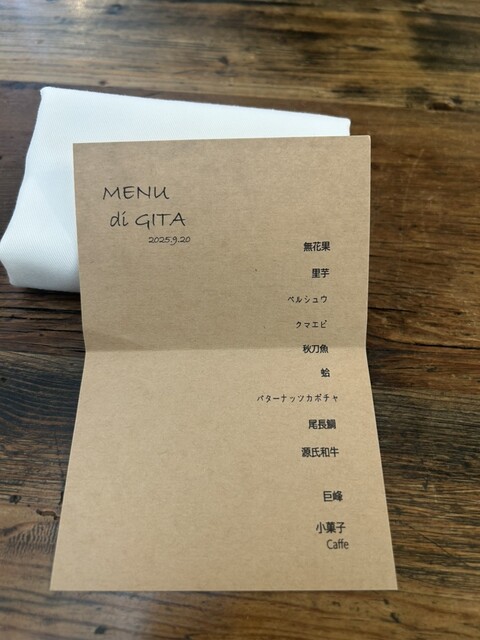 MENU
di GITA
2025.9.20
無花果
里芋
ペルシュウ
クマエビ
秋刀魚
蛤
バターナッツカボチャ
尾長鯛
源氏和牛
巨峰
小菓子
Caffe